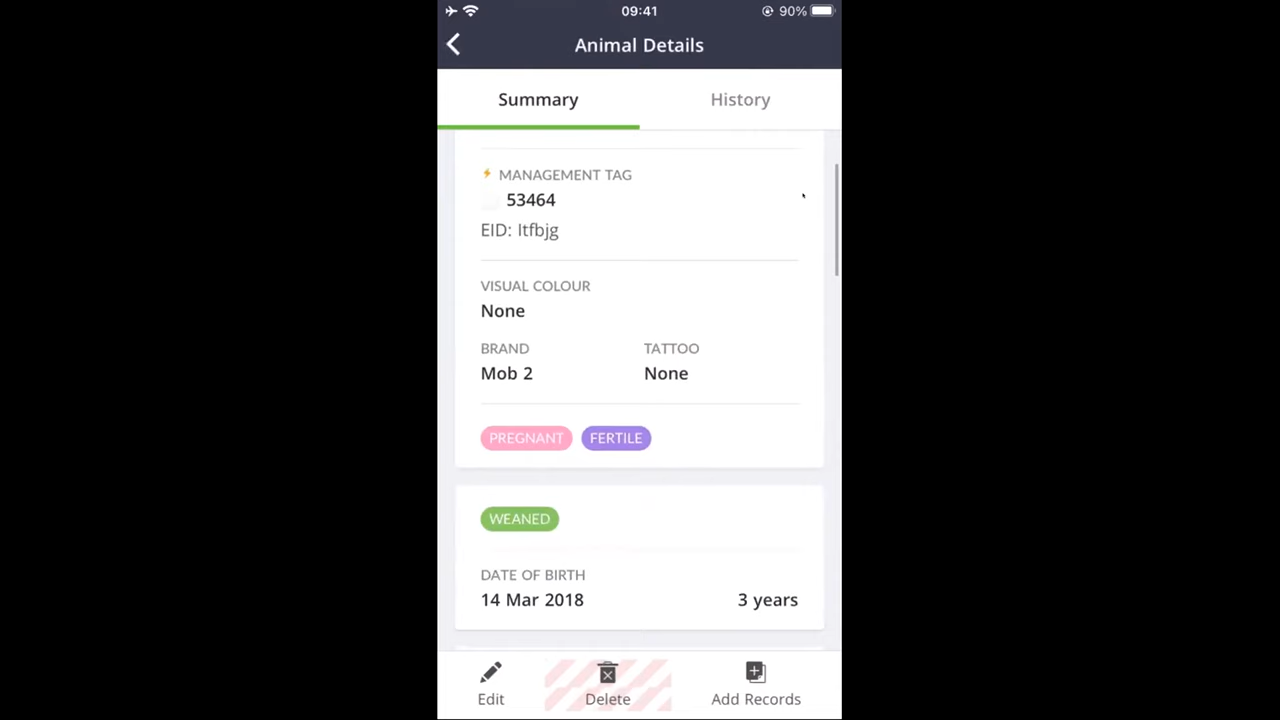 09:41
90%
Animal Details
Summary
History
MANAGEMENT TAG
53464
EID: Itfbjg
VISUAL COLOUR
None
BRAND
TATTOO
Mob 2
None
PREGNANT
FERTILE
WEANED
DATE OF BIRTH
14 Mar 2018
3 years
Edit
Delete
Add Records